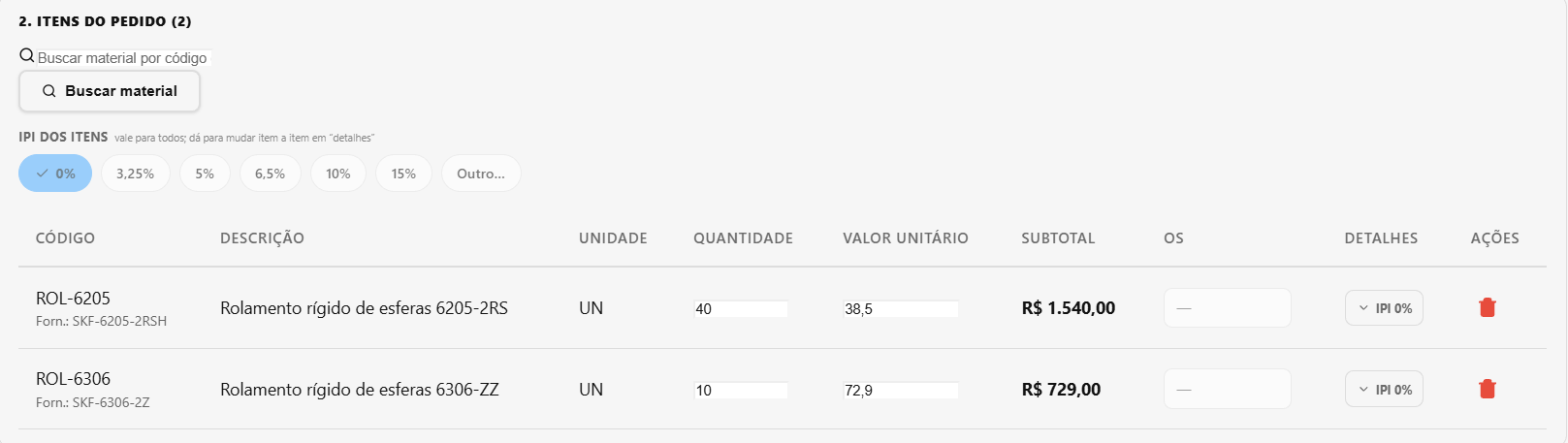 2. ITENS DO PEDIDO (2)
Buscar material por código
Buscar material
IPI DOS ITENS vale para todos; dá para mudar item a item em "detalhes"
0% 3,25% 5% 6,5% 10% 15% Outro...
CÓDIGO DESCRIÇÃO UNIDADE QUANTIDADE VALOR UNITÁRIO SUBTOTAL OS DETALHES AÇÕES
ROL-6205 Rolamento rígido de esferas 6205-2RS UN 40 38,5 R$ 1.540,00 — IPI 0%
Forn.: SKF-6205-2RSH
ROL-6306 Rolamento rígido de esferas 6306-ZZ UN 10 72,9 R$ 729,00 — IPI 0%
Forn.: SKF-6306-2Z